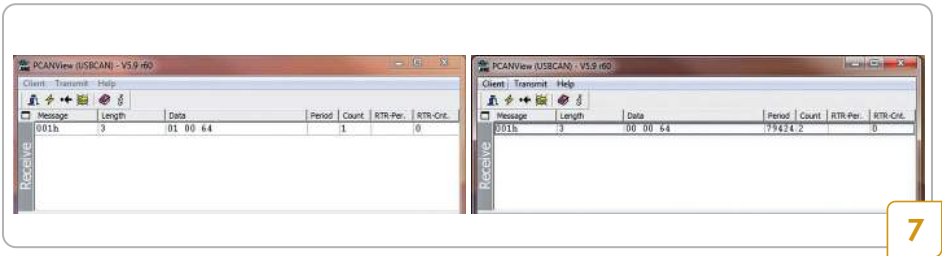 PCANView (USBCAN) - V5.9 r60
Client Transmit Help
Message Length Data Period Count RTR-Per. RTR-Cnt.
001h 3 01 00 64 1 0
Receive
PCANView (USBCAN) - V5.9 r60
Client Transmit Help
Message Length Data Period Count RTR-Per. RTR-Cnt.
001h 3 00 00 64 79424 2 0
Receive
7